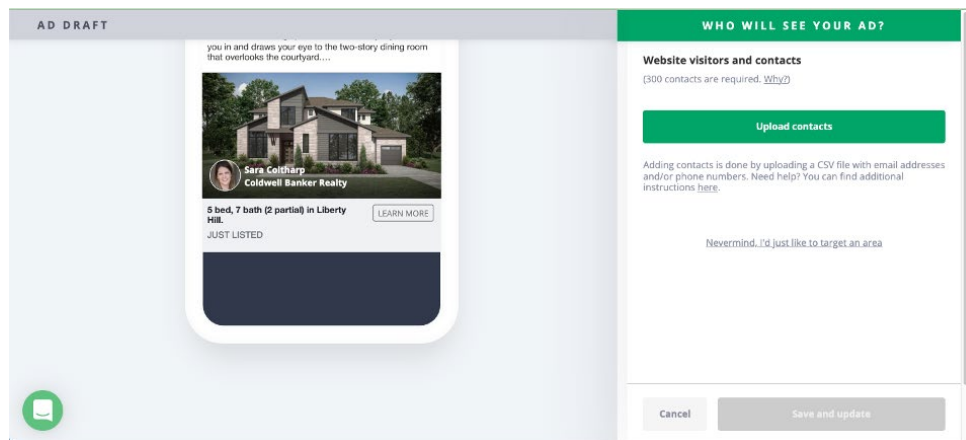 AD DRAFT
you in and draws your eye to the two-story dining room
that overlooks the courtyard....
Sara Coltharp
Coldwell Banker Realty
5 bed, 7 bath (2 partial) in Liberty
Hill.
LEARN MORE
JUST LISTED
WHO WILL SEE YOUR AD?
Website visitors and contacts
(300 contacts are required. Why?)
Upload contacts
Adding contacts is done by uploading a CSV file with email addresses
and/or phone numbers. Need help? You can find additional
instructions here.
Nevermind, I'd just like to target an area
Cancel
Save and update